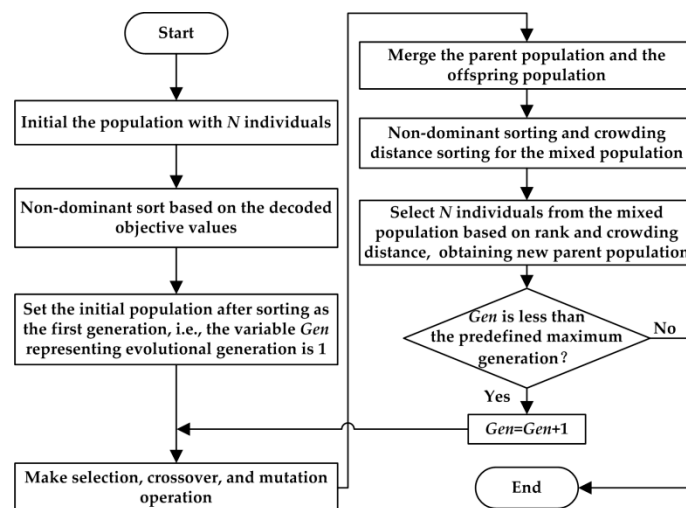 Start
Initial the population with N individuals
Non-dominant sort based on the decoded
objective values
Set the initial population after sorting as
the first generation, i.e., the variable Gen
representing evolutional generation is 1
Make selection, crossover, and mutation
operation
Merge the parent population and the
offspring population
Non-dominant sorting and crowding
distance sorting for the mixed population
Select N individuals from the mixed
population based on rank and crowding
distance, obtaining new parent population
Gen is less than
the predefined maximum
generation?
No
Yes
Gen=Gen+1
End